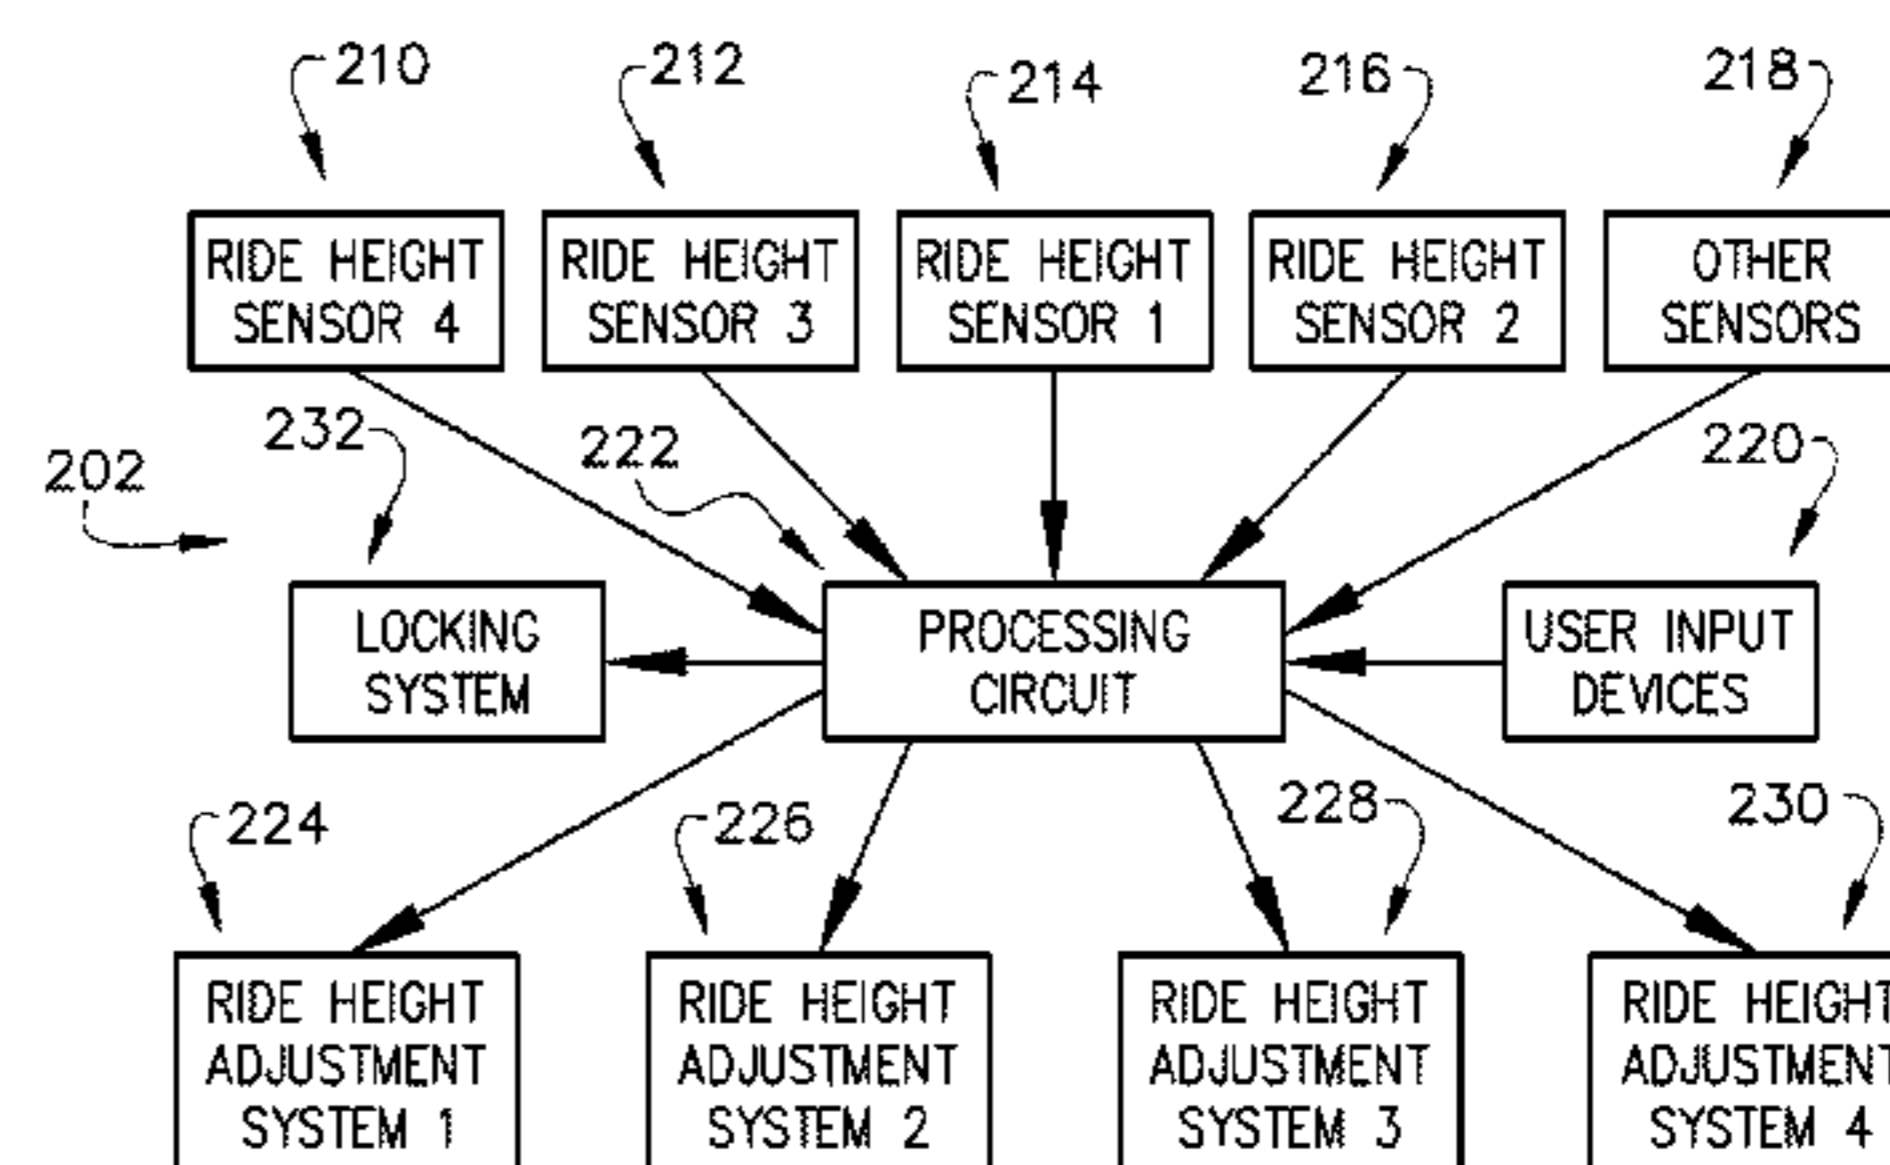 210
212
214
216
218
RIDE HEIGHT
SENSOR 4
RIDE HEIGHT
SENSOR 3
RIDE HEIGHT
SENSOR 1
RIDE HEIGHT
SENSOR 2
OTHER
SENSORS
202
232
222
220
LOCKING
SYSTEM
PROCESSING
CIRCUIT
USER INPUT
DEVICES
224
226
228
230
RIDE HEIGHT
ADJUSTMENT
SYSTEM 1
RIDE HEIGHT
ADJUSTMENT
SYSTEM 2
RIDE HEIGHT
ADJUSTMENT
SYSTEM 3
RIDE HEIGHT
ADJUSTMENT
SYSTEM 4